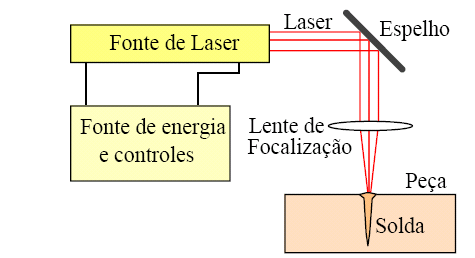 Laser
Espelho
Fonte de Laser
Fonte de energia
e controles
Lente de
Focalização
Peça
Solda